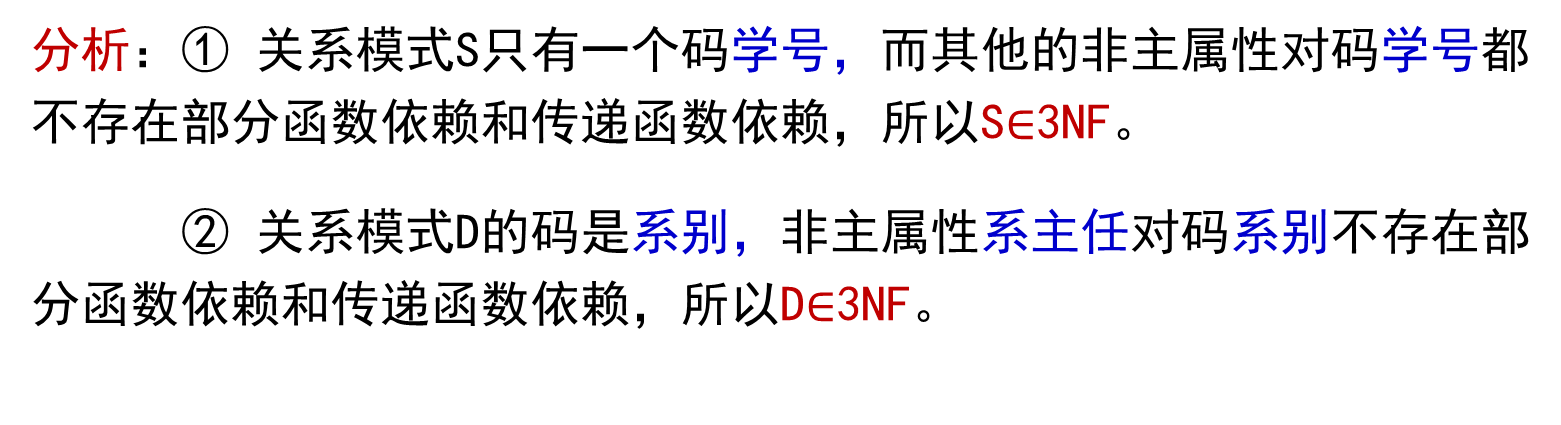 分析：① 关系模式S只有一个码学号，而其他的非主属性对码学号都
不存在部分函数依赖和传递函数依赖，所以S∈3NF。
② 关系模式D的码是系别，非主属性系主任对码系别不存在部
分函数依赖和传递函数依赖，所以D∈3NF。